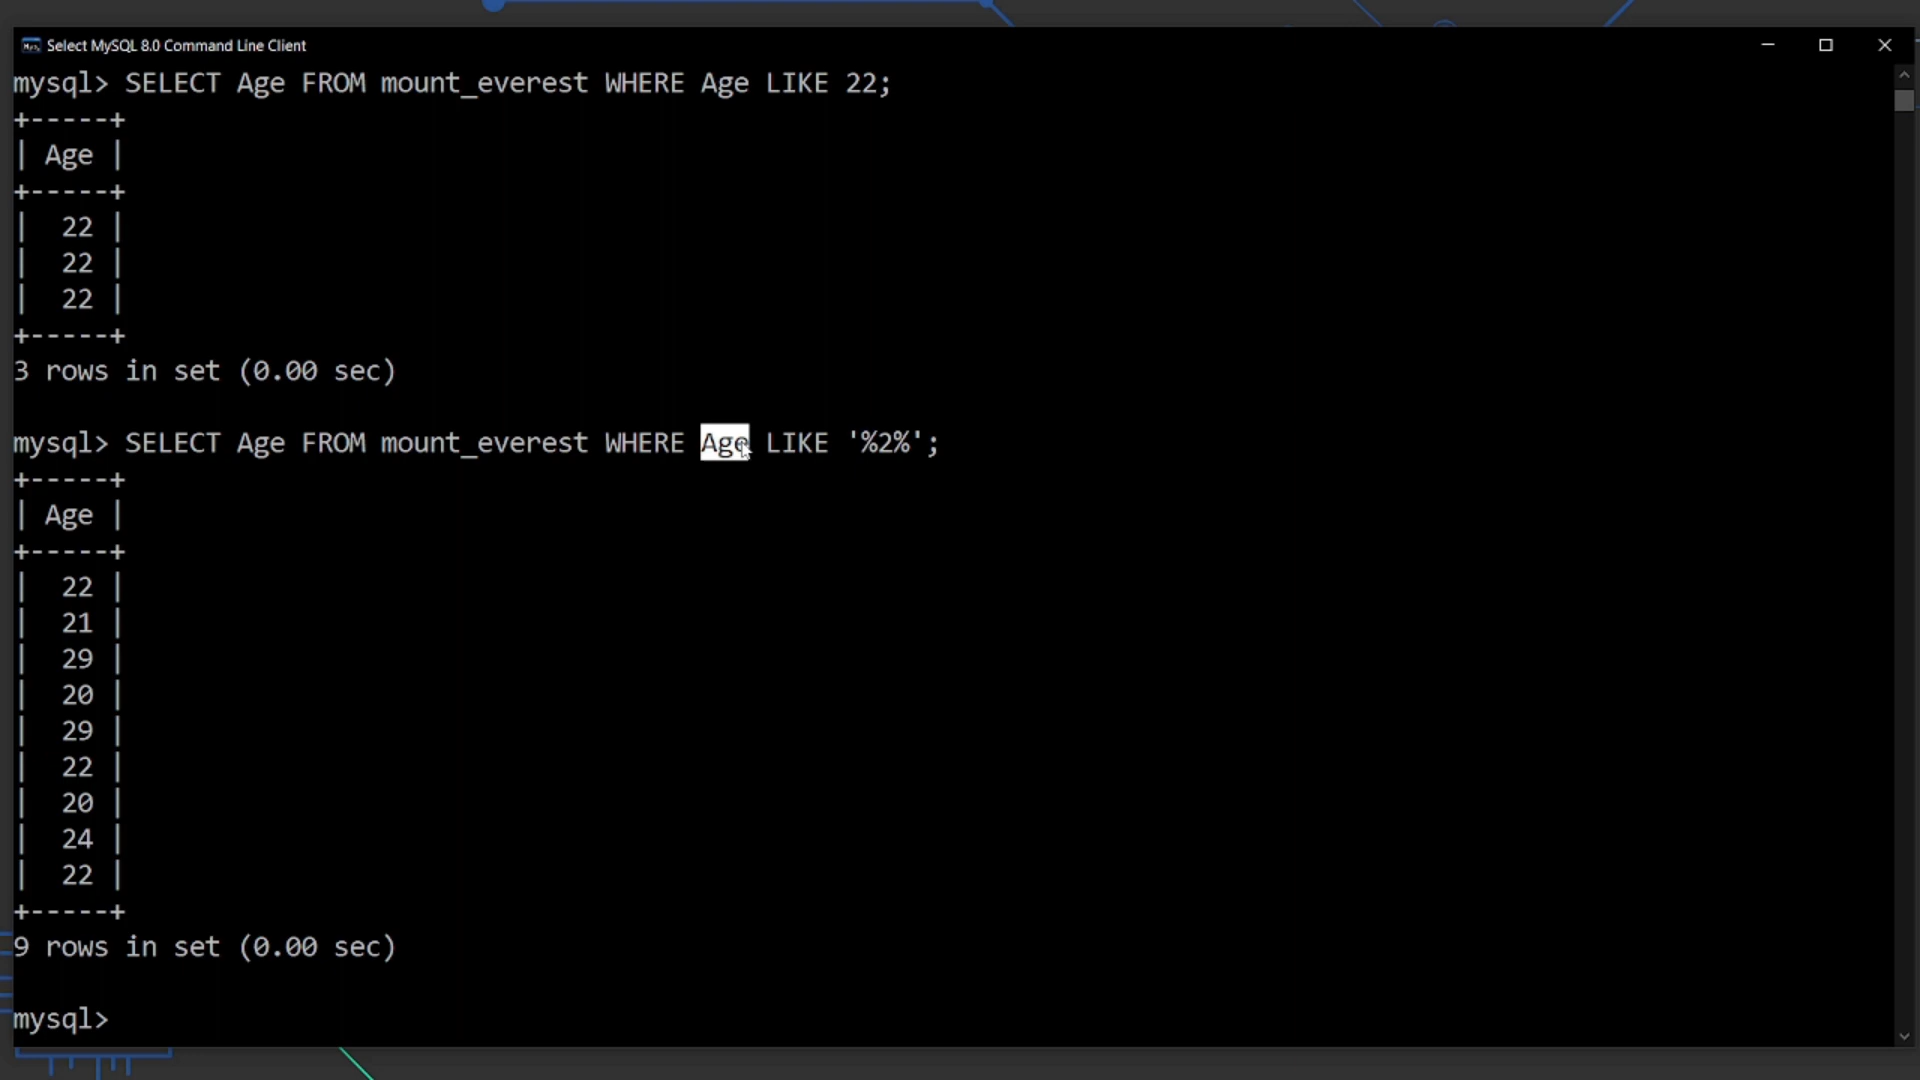 Select MySQL 8.0 Command Line Client
mysql> SELECT Age FROM mount_everest WHERE Age LIKE 22;
+-----+
| Age |
+-----+
|  22 |
|  22 |
|  22 |
+-----+
3 rows in set (0.00 sec)
mysql> SELECT Age FROM mount_everest WHERE Age LIKE '%2%';
+-----+
| Age |
+-----+
|  22 |
|  21 |
|  29 |
|  20 |
|  29 |
|  22 |
|  20 |
|  24 |
|  22 |
+-----+
9 rows in set (0.00 sec)
mysql>